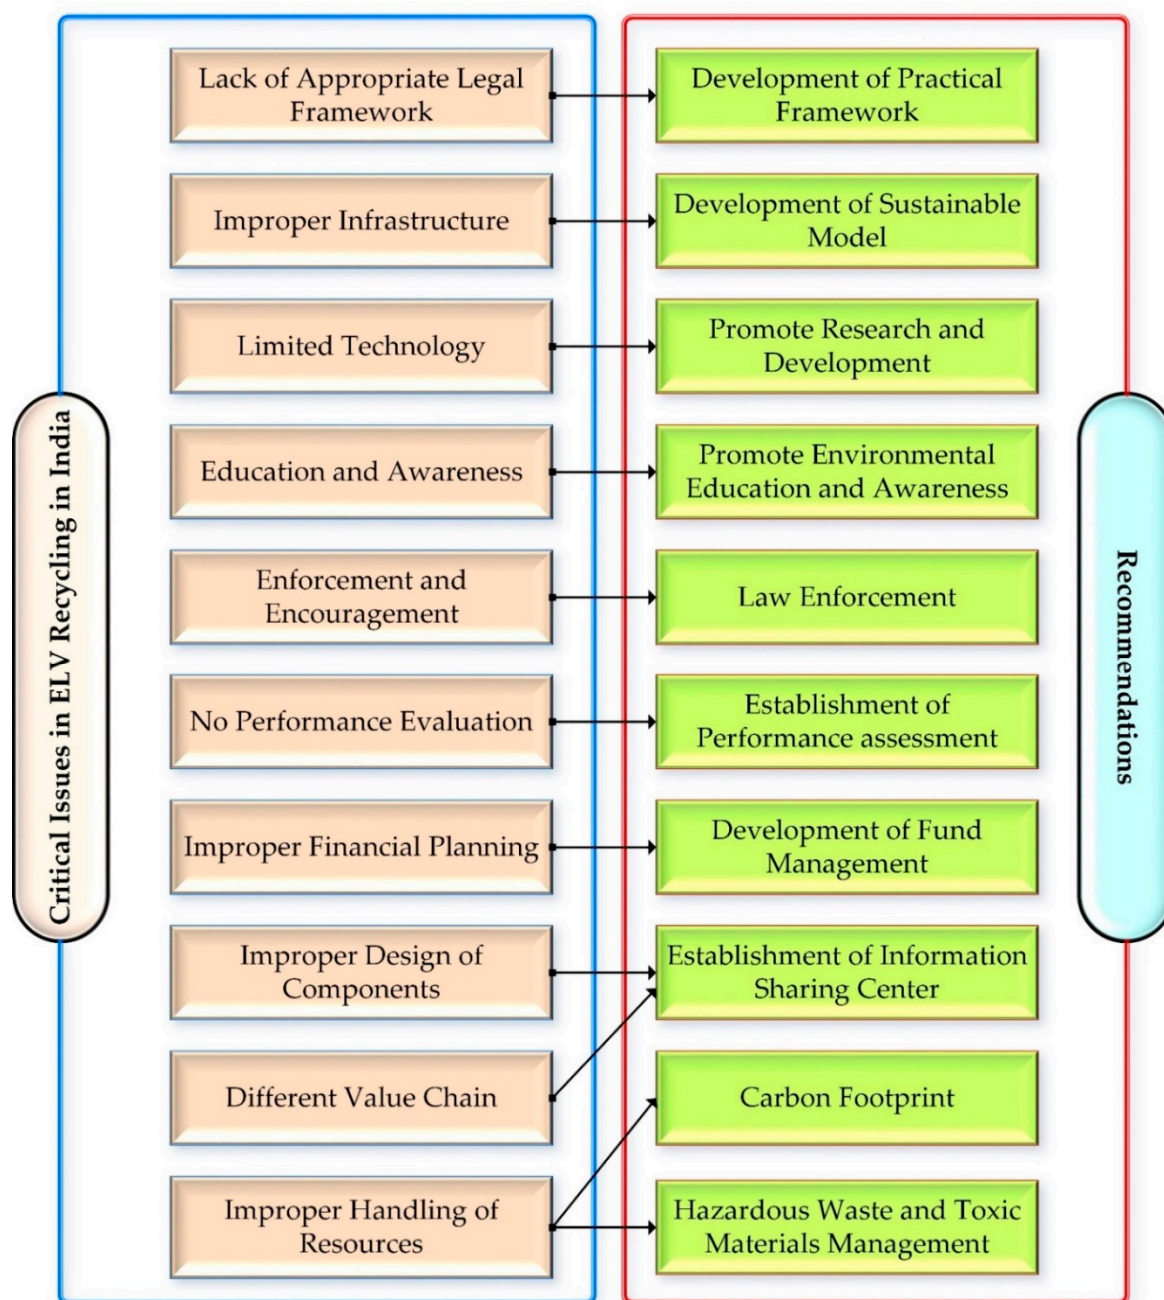 Critical Issues in ELV Recycling in India
Lack of Appropriate Legal
Framework
Development of Practical
Framework
Improper Infrastructure
Development of Sustainable
Model
Limited Technology
Promote Research and
Development
Education and Awareness
Promote Environmental
Education and Awareness
Enforcement and
Encouragement
Law Enforcement
No Performance Evaluation
Establishment of
Performance assessment
Improper Financial Planning
Development of Fund
Management
Improper Design of
Components
Establishment of Information
Sharing Center
Different Value Chain
Carbon Footprint
Improper Handling of
Resources
Hazardous Waste and Toxic
Materials Management
Recommendations